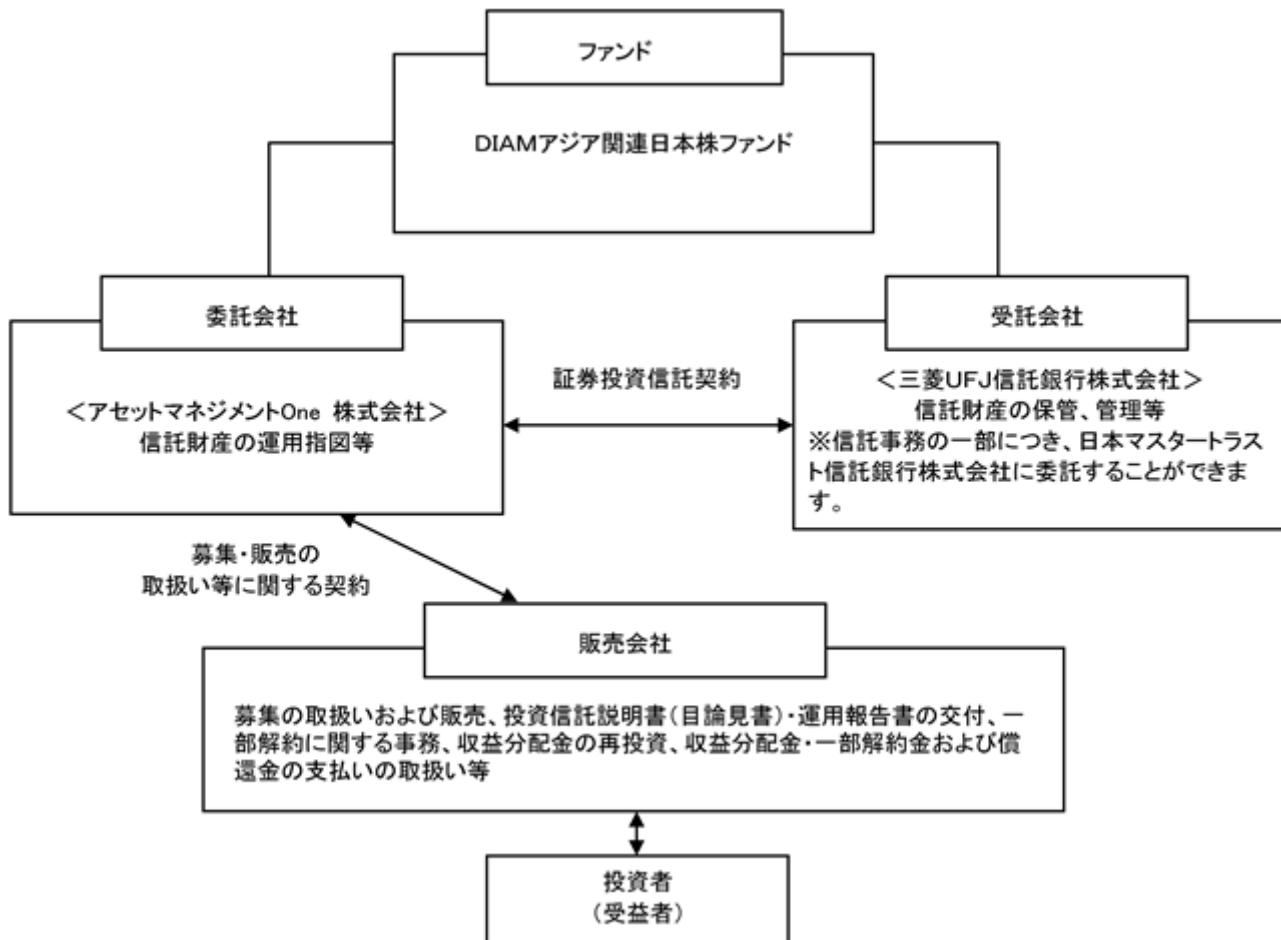 ファンド
DIAMアジア関連日本株ファンド
委託会社
＜アセットマネジメントOne 株式会社＞
信託財産の運用指図等
証券投資信託契約
受託会社
＜三菱UFJ信託銀行株式会社＞
信託財産の保管、管理等
※信託事務の一部につき、日本マスタートラス
ト信託銀行株式会社に委託することができま
す。
募集・販売の
取扱い等に関する契約
販売会社
募集の取扱いおよび販売、投資信託説明書（目論見書）・運用報告書の交付、一
部解約に関する事務、収益分配金の再投資、収益分配金・一部解約金および償
還金の支払いの取扱い等
投資者
（受益者）